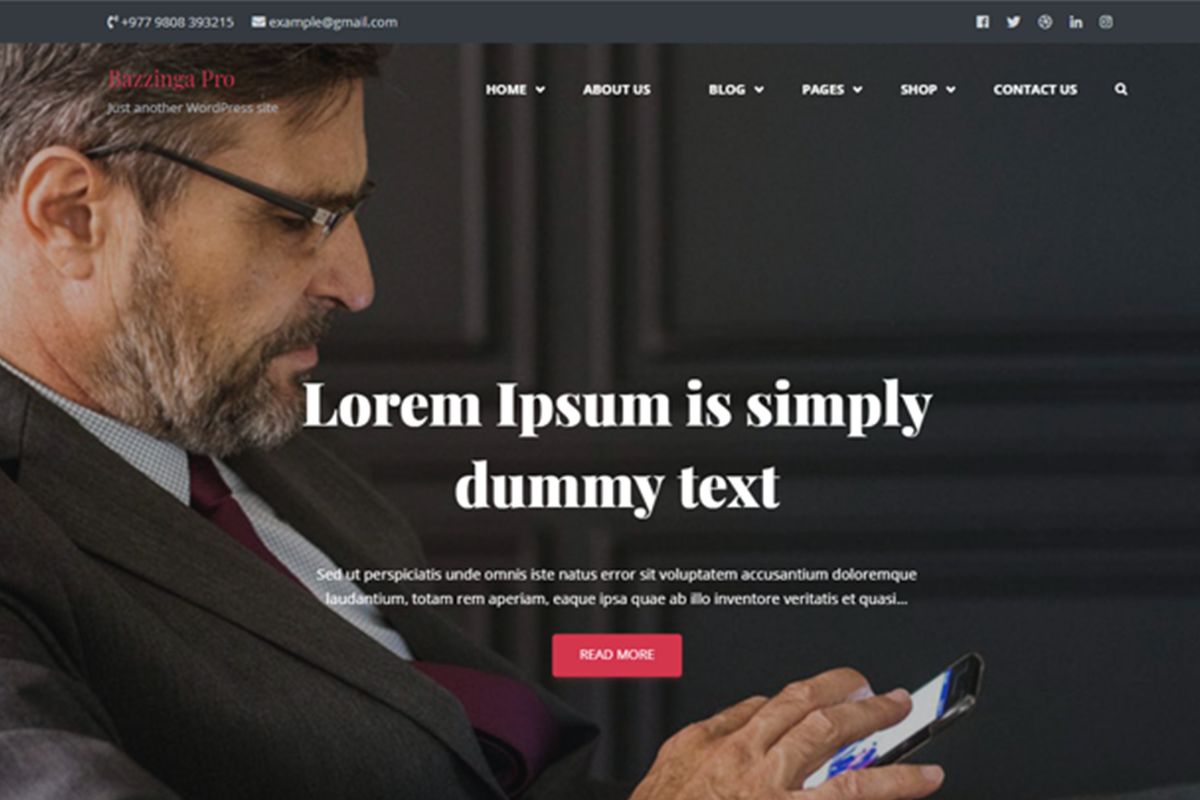 +977 9808 393215 example@gmail.com
Bazzinga Pro
Just another WordPress site
HOME ABOUT US BLOG PAGES SHOP CONTACT US
Lorem Ipsum is simply
dummy text
Sed ut perspiciatis unde omnis iste natus error sit voluptatem accusantium doloremque
laudantium, totam rem aperiam, eaque ipsa quae ab illo inventore veritatis et quasi...
READ MORE